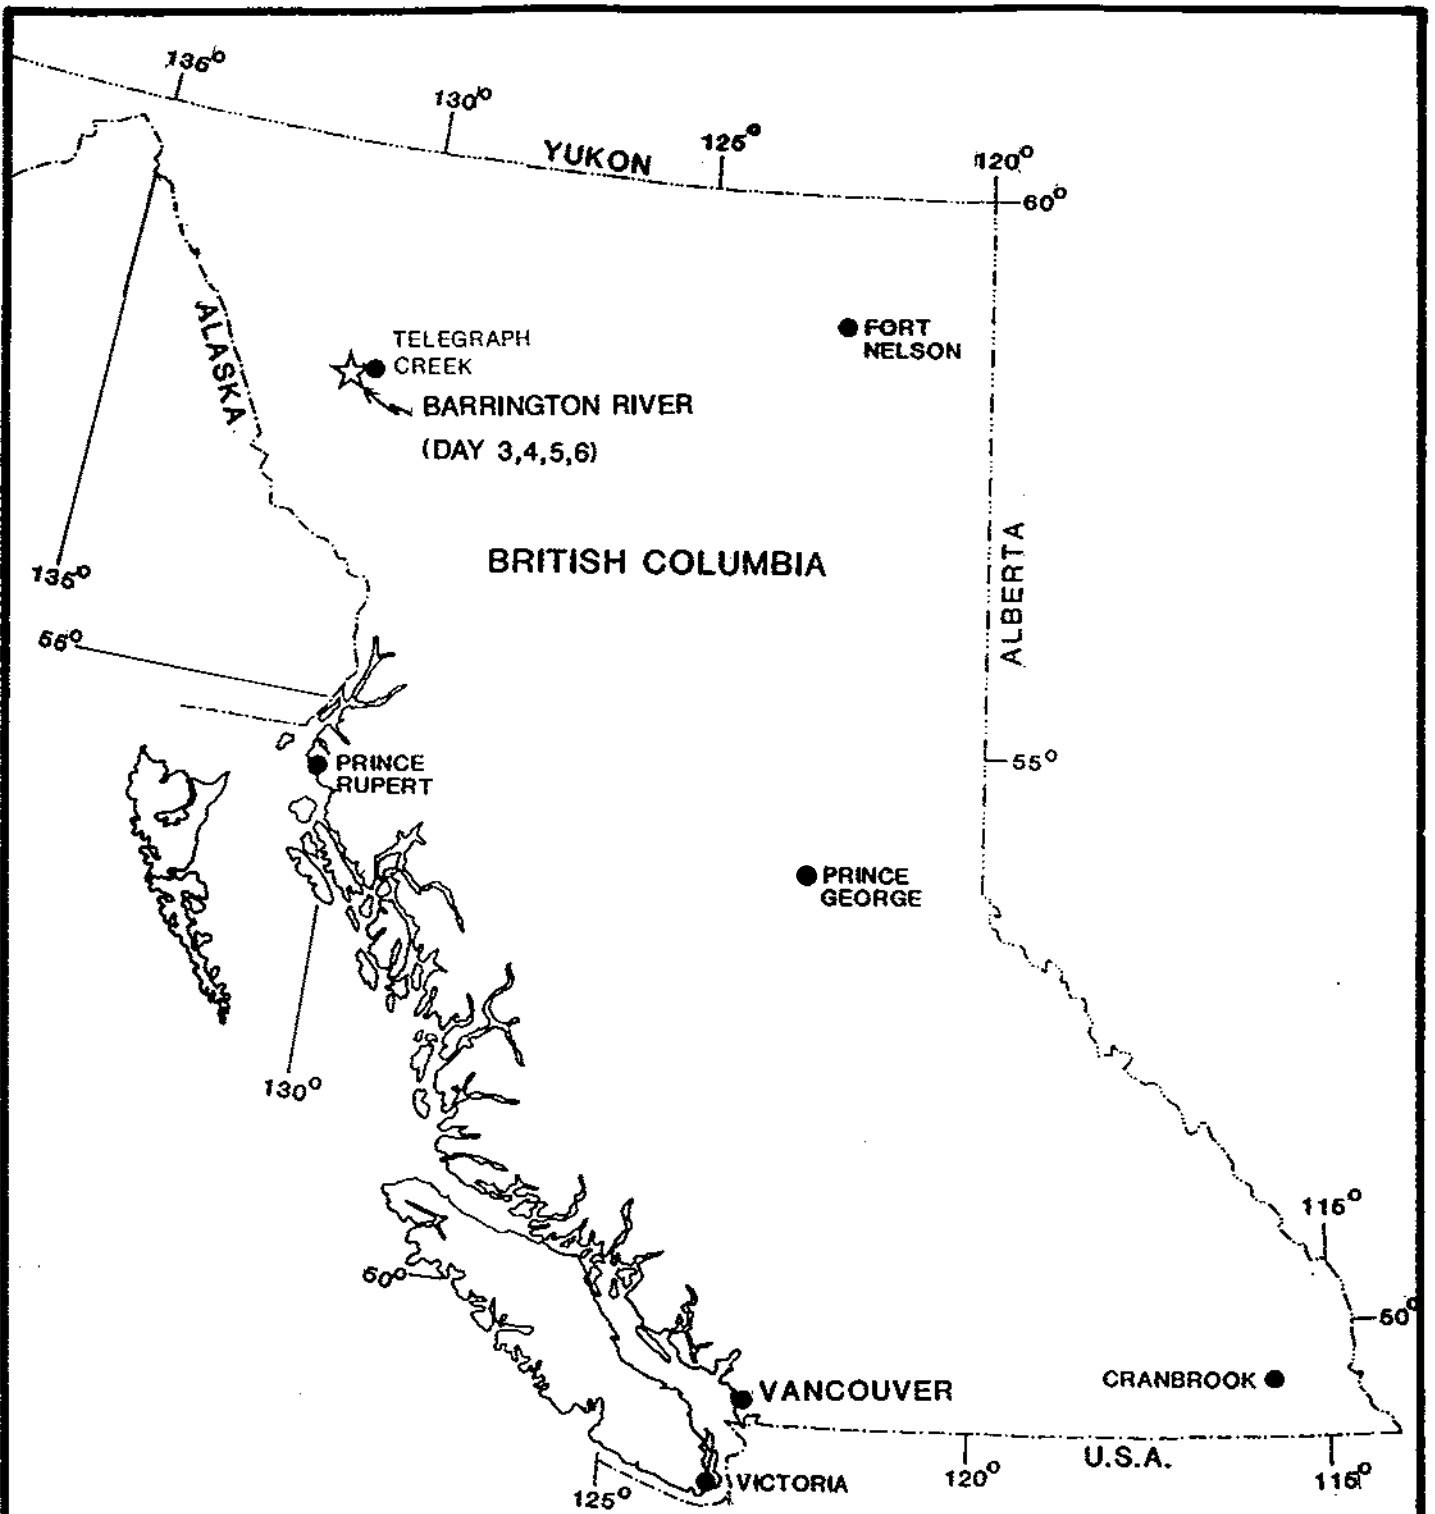 135°
130°
YUKON
125°
120°
60°
ALASKA
TELEGRAPH
CREEK
FORT
NELSON
BARRINGTON RIVER
(DAY 3,4,5,6)
BRITISH COLUMBIA
ALBERTA
135°
55°
55°
PRINCE
RUPERT
PRINCE
GEORGE
130°
115°
50°
50°
CRANBROOK
VANCOUVER
U.S.A.
120°
115°
125°
VICTORIA